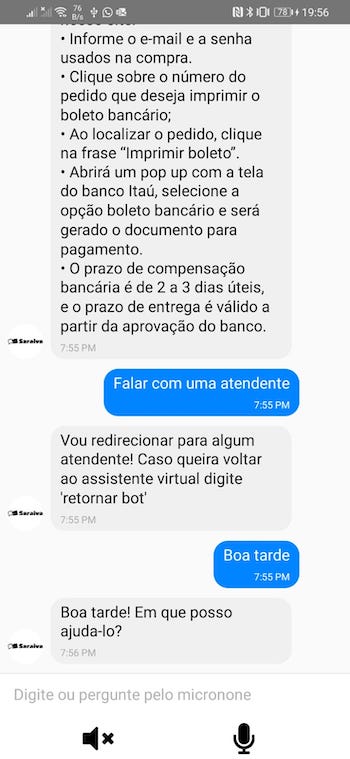 76
B/s
78
19:56
• Informe o e-mail e a senha
usados na compra.
• Clique sobre o número do
pedido que deseja imprimir o
boleto bancário;
• Ao localizar o pedido, clique
na frase “Imprimir boleto”.
• Abrirá um pop up com a tela
do banco Itaú, selecione a
opção boleto bancário e será
gerado o documento para
pagamento.
• O prazo de compensação
bancária é de 2 a 3 dias úteis,
e o prazo de entrega é válido a
partir da aprovação do banco.
Saraiva
7:55 PM
Falar com uma atendente
7:55 PM
Vou redirecionar para algum
atendente! Caso queira voltar
ao assistente virtual digite
'retornar bot'
Saraiva
7:55 PM
Boa tarde
7:55 PM
Boa tarde! Em que posso
ajuda-lo?
Saraiva
7:56 PM
Digite ou pergunte pelo micronone